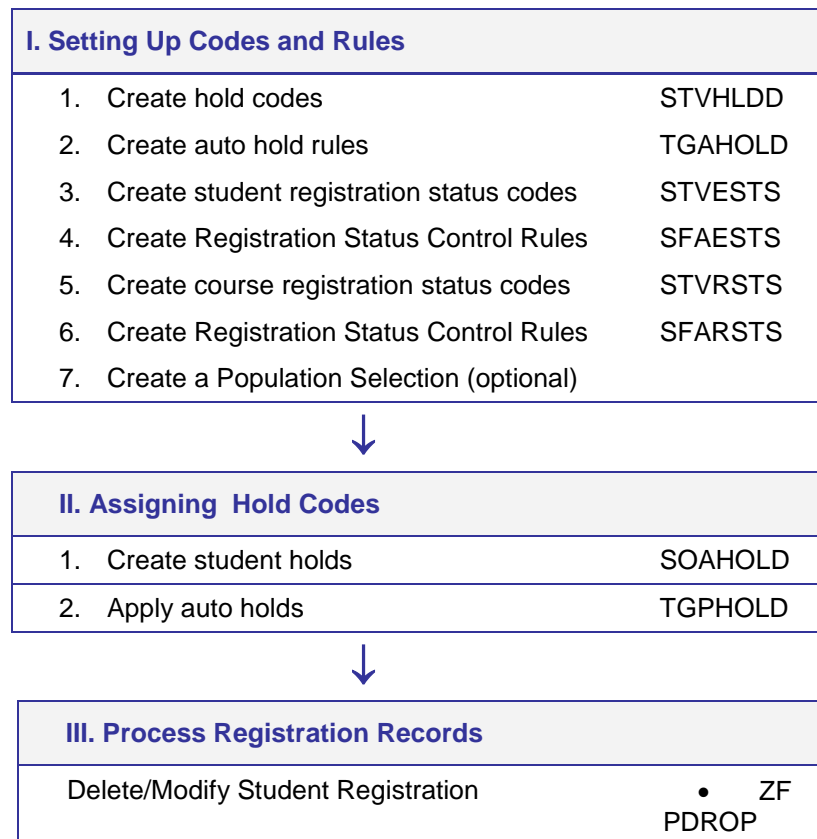 I. Setting Up Codes and Rules
1. Create hold codes STVHLDD
2. Create auto hold rules TGAHOLD
3. Create student registration status codes STVESTS
4. Create Registration Status Control Rules SFAESTS
5. Create course registration status codes STVRSTS
6. Create Registration Status Control Rules SFARSTS
7. Create a Population Selection (optional)
↓
II. Assigning Hold Codes
1. Create student holds SOAHOLD
2. Apply auto holds TGPHOLD
↓
III. Process Registration Records
Delete/Modify Student Registration • ZF
PDROP